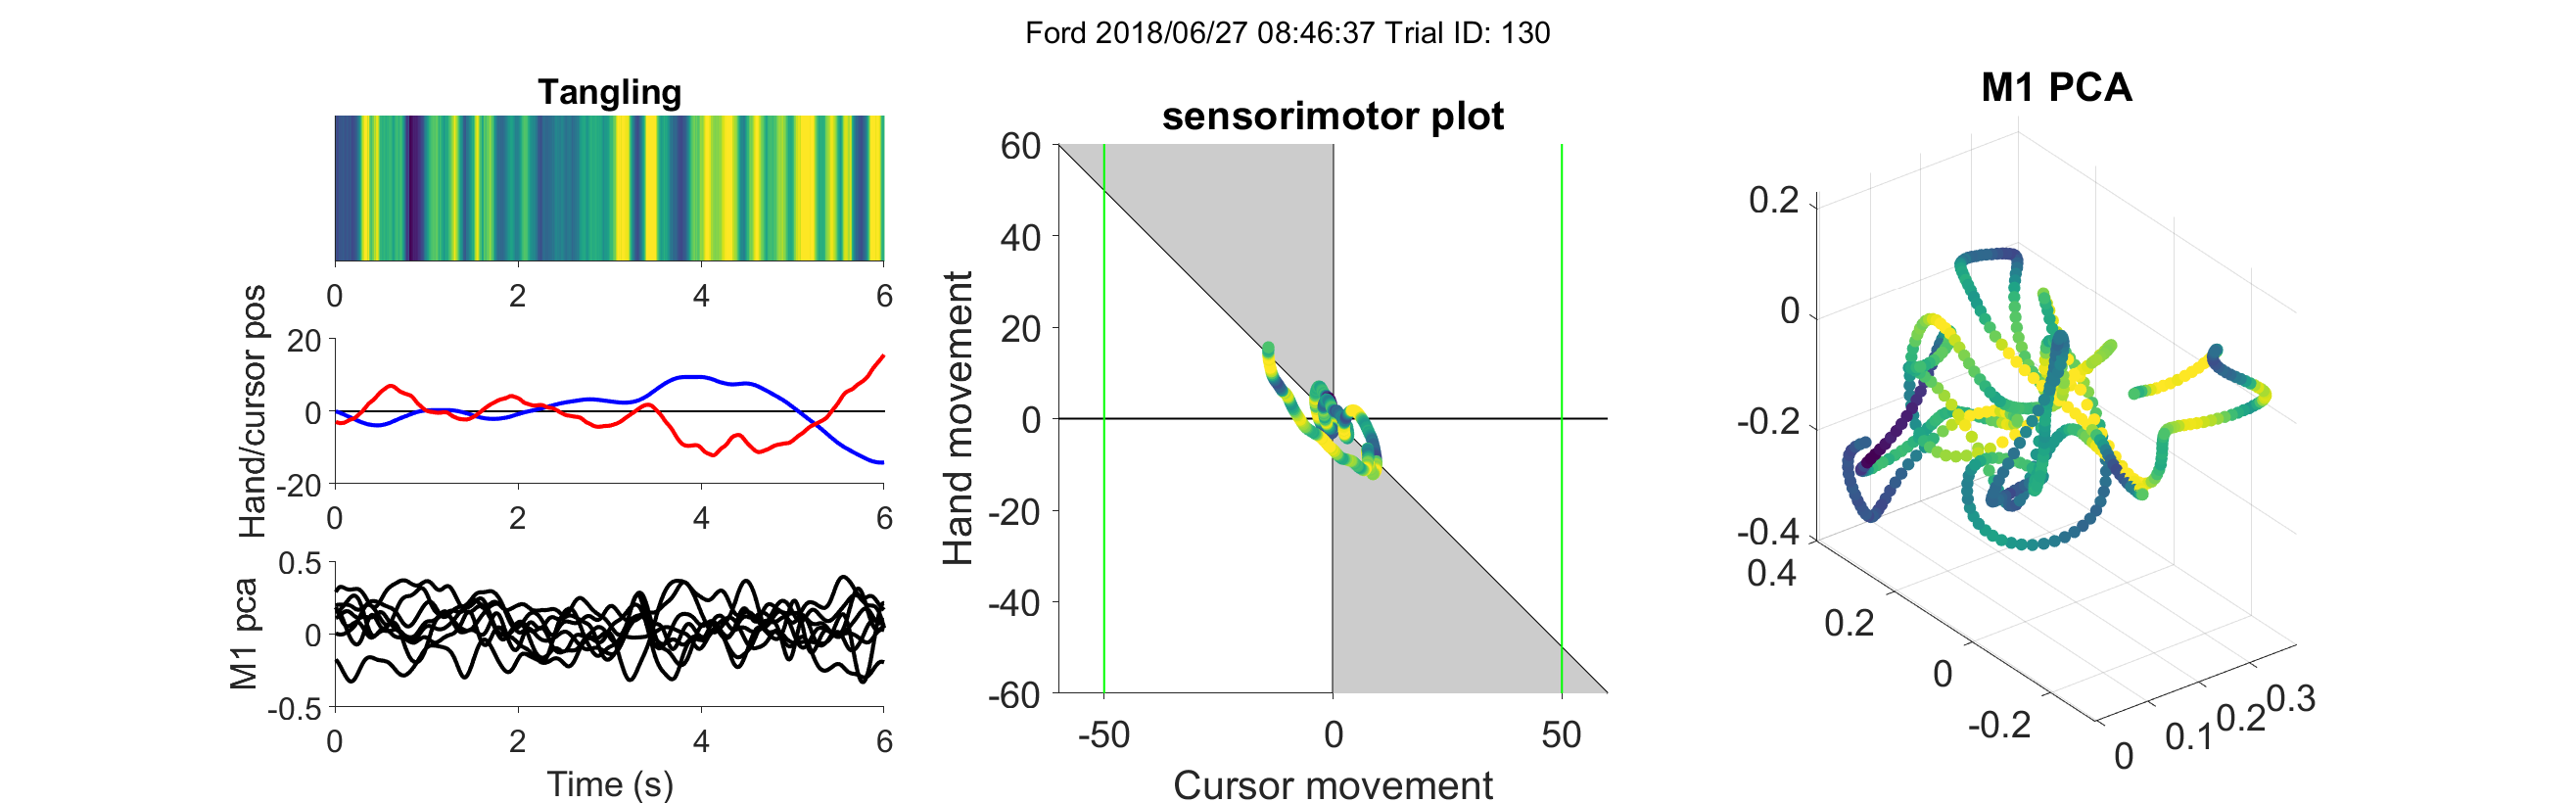 Ford 2018/06/27 08:46:37 Trial ID: 130
Tangling
0 2 4 6
Hand/cursor pos
20
0
-20
0 2 4 6
M1 pca
0.5
0
-0.5
0 2 4 6
Time (s)
sensorimotor plot
Hand movement
60
40
20
0
-20
-40
-60
-50 0 50
Cursor movement
M1 PCA
0.2
0
-0.2
-0.4
0.4
0.2
0
-0.2
0
0.1
0.2
0.3